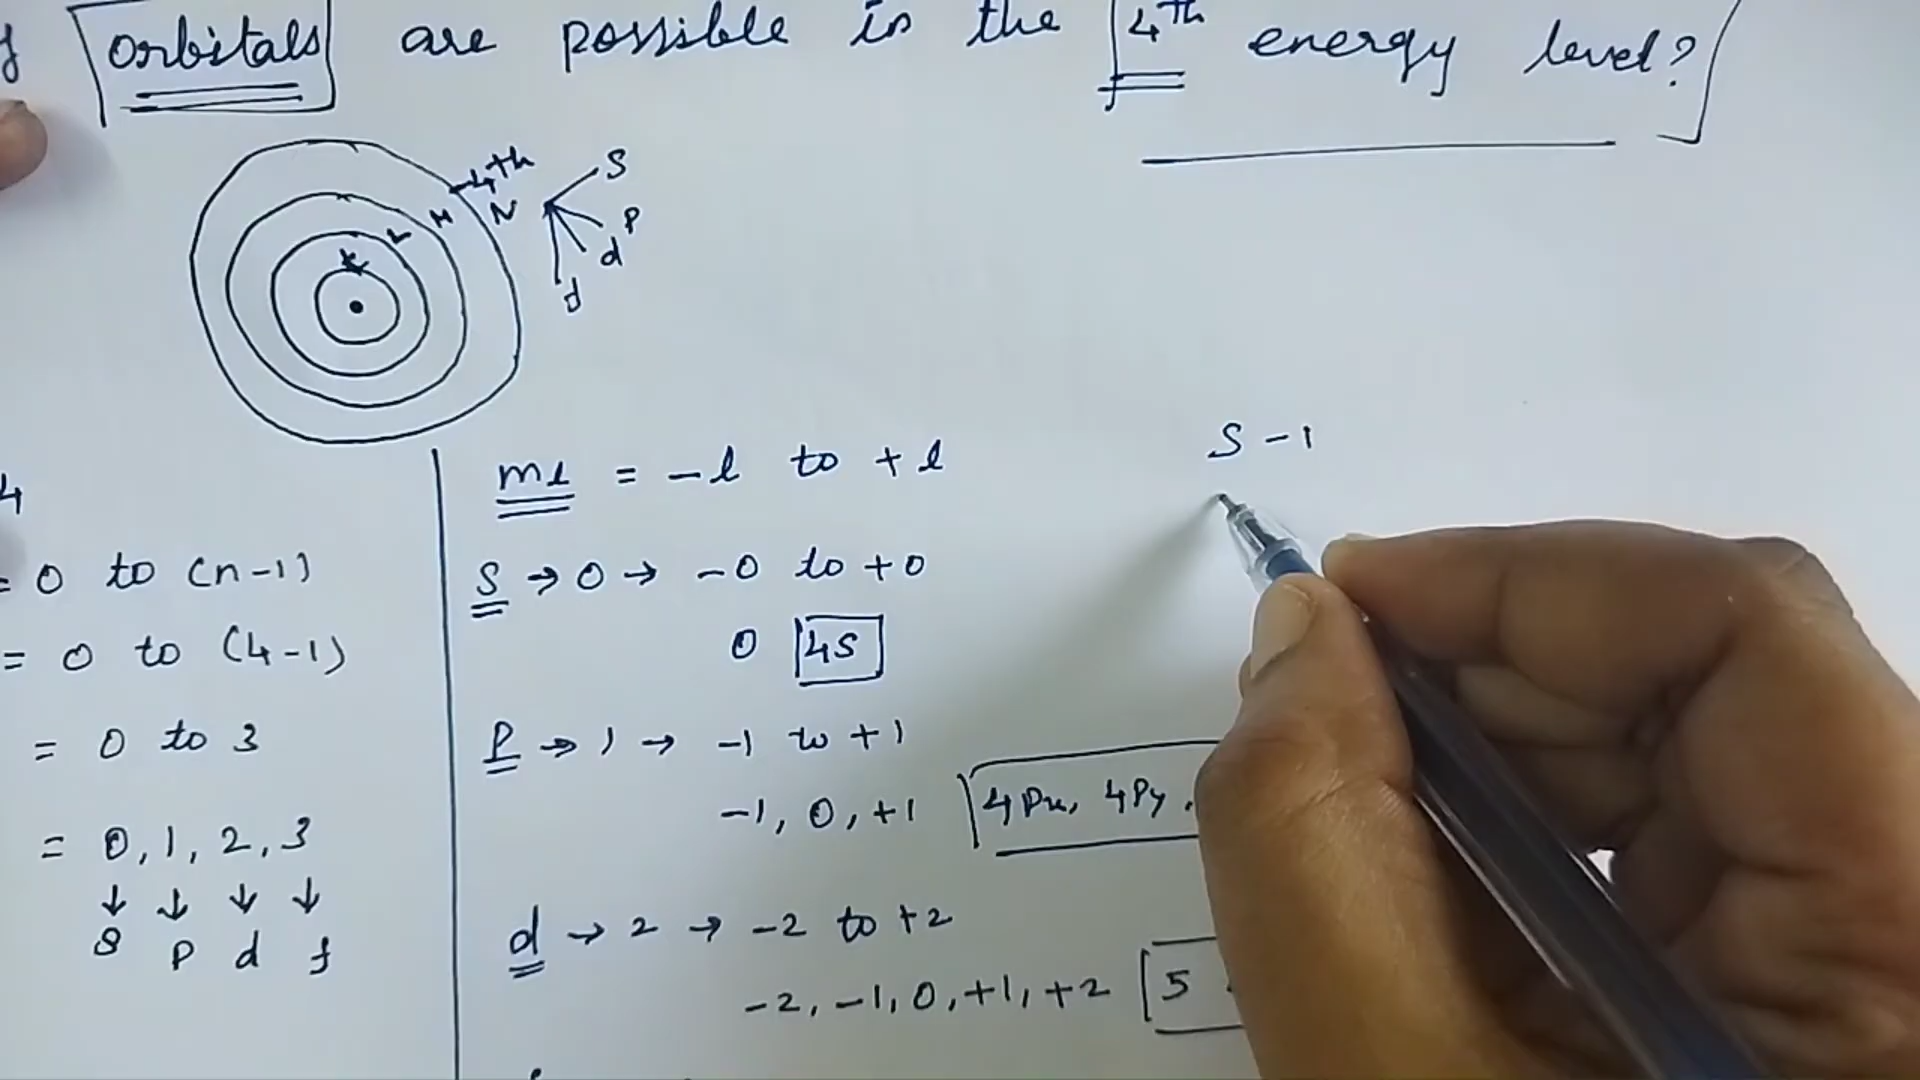 orbitals are possible in the 4th energy level?
4th
K L M N
S
P
d
d
4
= 0 to (n-1)
= 0 to (4-1)
= 0 to 3
= 0, 1, 2, 3
↓ ↓ ↓ ↓
s p d f
ml = -l to +l
S → 0 → -0 to +0
0 4s
P → 1 → -1 to +1
-1, 0, +1 4Px, 4Py,
d → 2 → -2 to +2
-2, -1, 0, +1, +2 5
S - 1